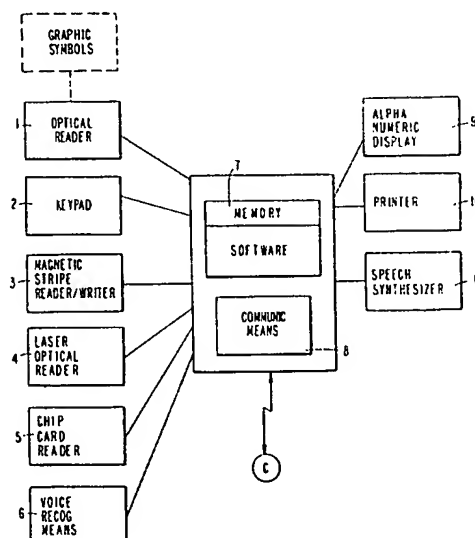 GRAPHIC
SYMBOLS
1
OPTICAL
READER
2
KEYPAD
3
MAGNETIC
STRIPE
READER/WRITER
4
LASER
OPTICAL
READER
5
CHIP
CARD
READER
6
VOICE
RECOG
MEANS
7
MEMORY
SOFTWARE
COMMUNIC
MEANS
8
C
ALPHA
NUMERIC
DISPLAY
9
PRINTER
SPEECH
SYNTHESIZER